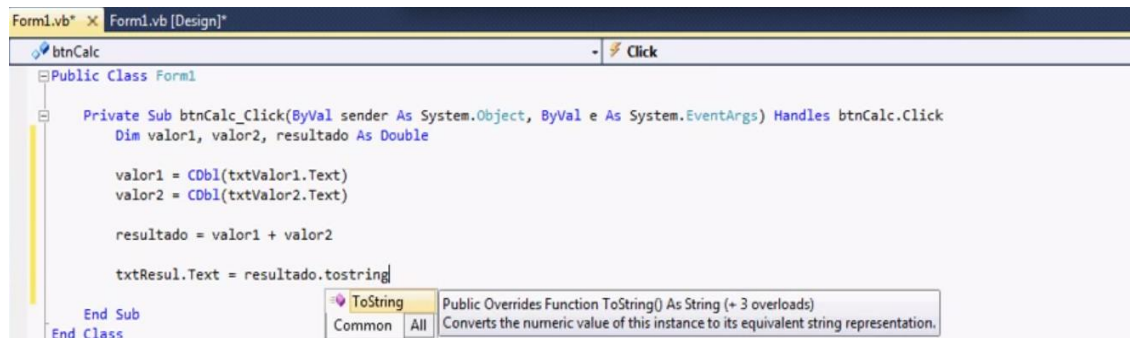 Form1.vb* × Form1.vb [Design]*
btnCalc Click
Public Class Form1
Private Sub btnCalc_Click(ByVal sender As System.Object, ByVal e As System.EventArgs) Handles btnCalc.Click
Dim valor1, valor2, resultado As Double
valor1 = CDbl(txtValor1.Text)
valor2 = CDbl(txtValor2.Text)
resultado = valor1 + valor2
txtResul.Text = resultado.tostring
ToString Public Overrides Function ToString() As String (+ 3 overloads)
End Sub
Common All Converts the numeric value of this instance to its equivalent string representation.
End Class